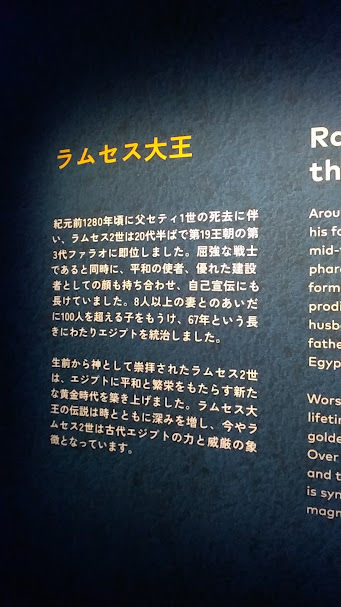 ラムセス大王
紀元前1280年頃に父セティ1世の死去に伴
い、ラムセス2世は20代半ばで第19王朝の第
3代ファラオに即位しました。屈強な戦士
であると同時に、平和の使者、優れた建設
者としての顔も持ち合わせ、自己宣伝にも
長けていました。8人以上の妻とのあいだ
に100人を超える子をもうけ、67年という長
きにわたりエジプトを統治しました。
生前から神として崇拝されたラムセス2世
は、エジプトに平和と繁栄をもたらす新た
な黄金時代を築き上げました。ラムセス大
王の伝説は時とともに深みを増し、今やラ
ムセス2世は古代エジプトの力と威厳の象
徴となっています。
Ra
th
Arou
his fo
mid-
phara
form
prodi
husb
fathe
Egyp
Wors
lifetin
golde
Over
and t
is syn
magn